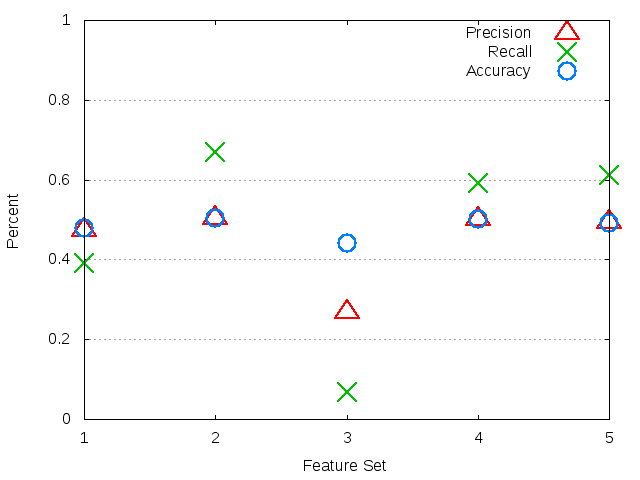 1
0.8
0.6
0.4
0.2
0
Percent
Precision
Recall
Accuracy
1 2 3 4 5
Feature Set